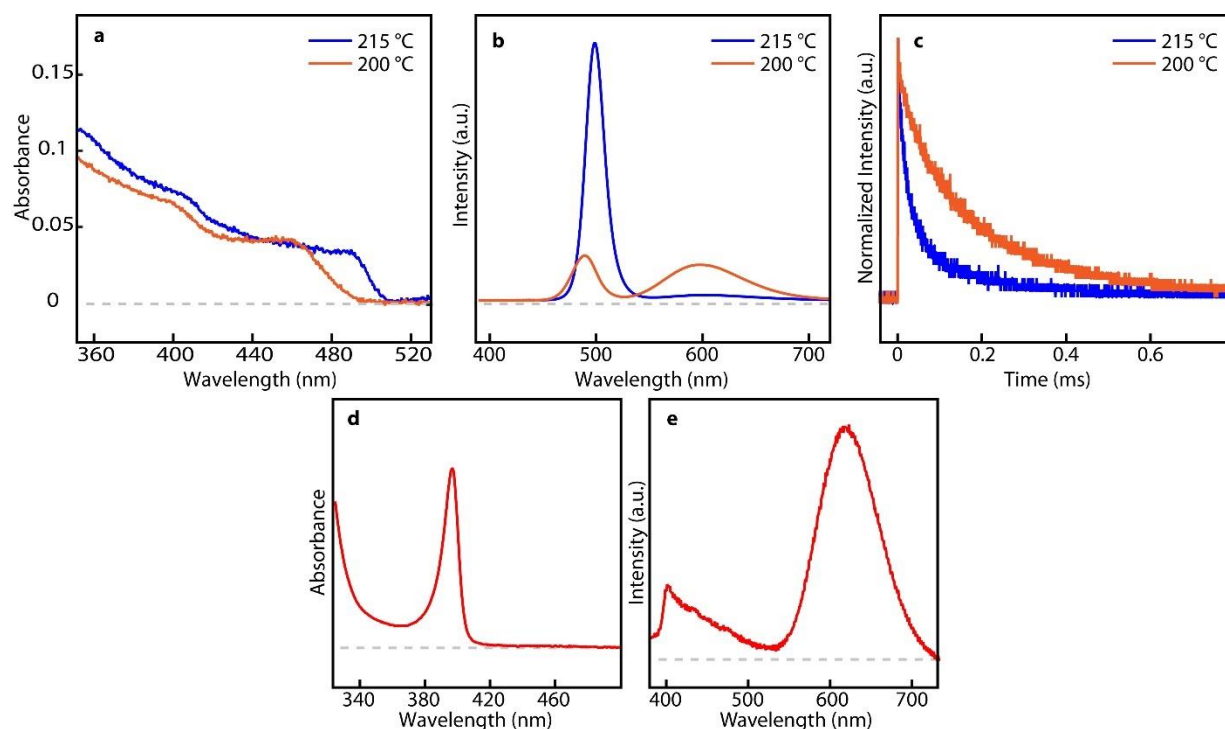 a
215 °C
200 °C
Absorbance
0.15
0.1
0.05
0
360 400 440 480 520
Wavelength (nm)
b
215 °C
200 °C
Intensity (a.u.)
400 500 600 700
Wavelength (nm)
c
215 °C
200 °C
Normalized Intensity (a.u.)
0 0.2 0.4 0.6
Time (ms)
d
Absorbance
340 380 420 460
Wavelength (nm)
e
Intensity (a.u.)
400 500 600 700
Wavelength (nm)